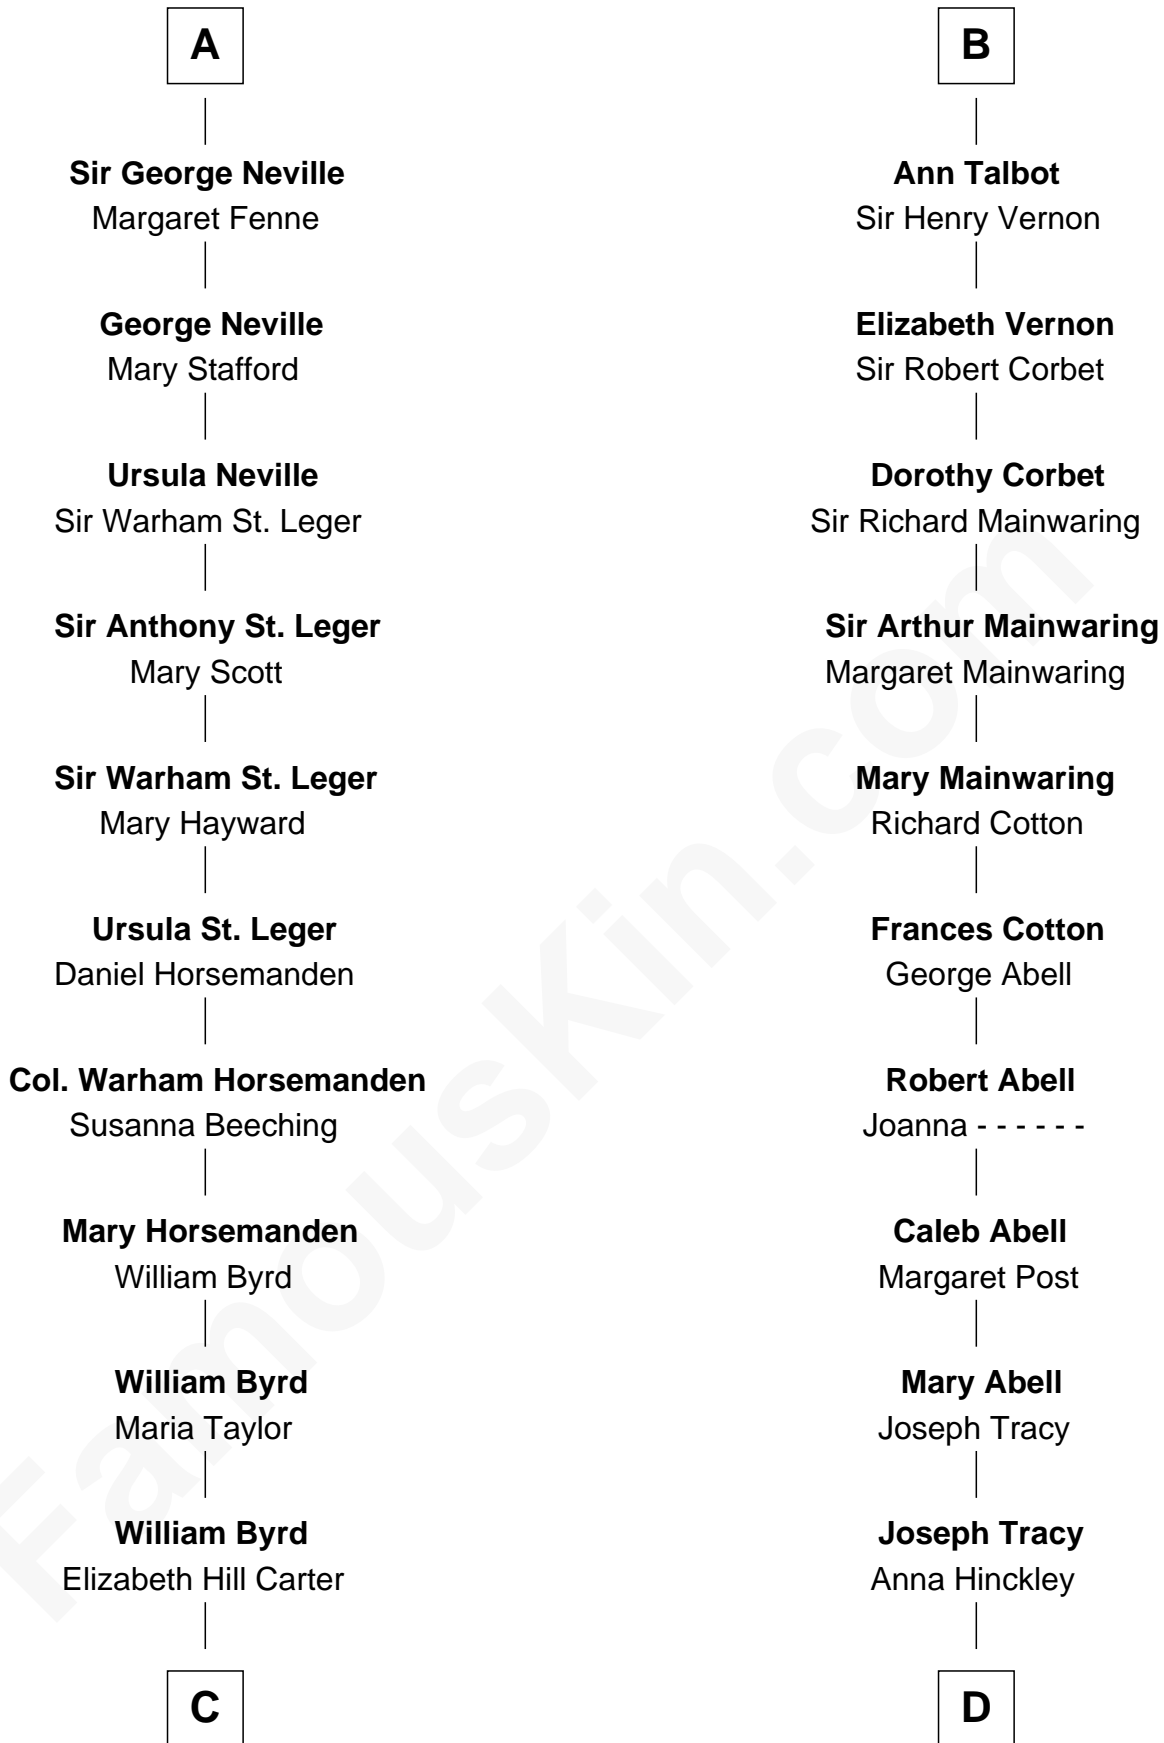 A
Sir George Neville
Margaret Fenne
George Neville
Mary Stafford
Ursula Neville
Sir Warham St. Leger
Sir Anthony St. Leger
Mary Scott
Sir Warham St. Leger
Mary Hayward
Ursula St. Leger
Daniel Horsemanden
Col. Warham Horsemanden
Susanna Beeching
Mary Horsemanden
William Byrd
William Byrd
Maria Taylor
William Byrd
Elizabeth Hill Carter
C
B
Ann Talbot
Sir Henry Vernon
Elizabeth Vernon
Sir Robert Corbet
Dorothy Corbet
Sir Richard Mainwaring
Sir Arthur Mainwaring
Margaret Mainwaring
Mary Mainwaring
Richard Cotton
Frances Cotton
George Abell
Robert Abell
Joanna - - - - - -
Caleb Abell
Margaret Post
Mary Abell
Joseph Tracy
Joseph Tracy
Anna Hinckley
D
FamousKin.com